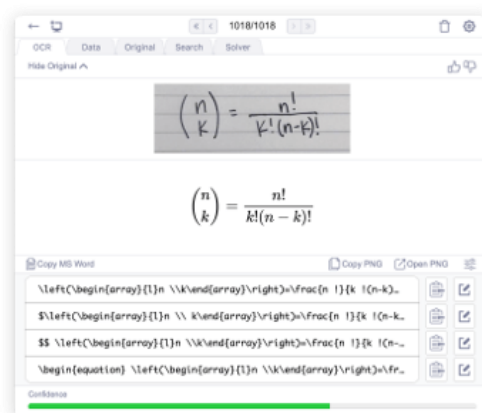 1018/1018
OCR Data Original Search Solver
Hide Original
(n k) = n! / k!(n-k)!
(n k) = n! / k!(n − k)!
Copy MS Word Copy PNG Open PNG
\left(\begin{array}{l}n \\k\end{array}\right)=\frac{n !}{k !(n-k)…
$\left(\begin{array}{l}n \\ k\end{array}\right)=\frac{n !}{k !(n-k…
$$ \left(\begin{array}{l}n \\k\end{array}\right)=\frac{n !}{k !(n-…
\begin{equation} \left(\begin{array}{l}n \\k\end{array}\right)=\fr…
Confidence